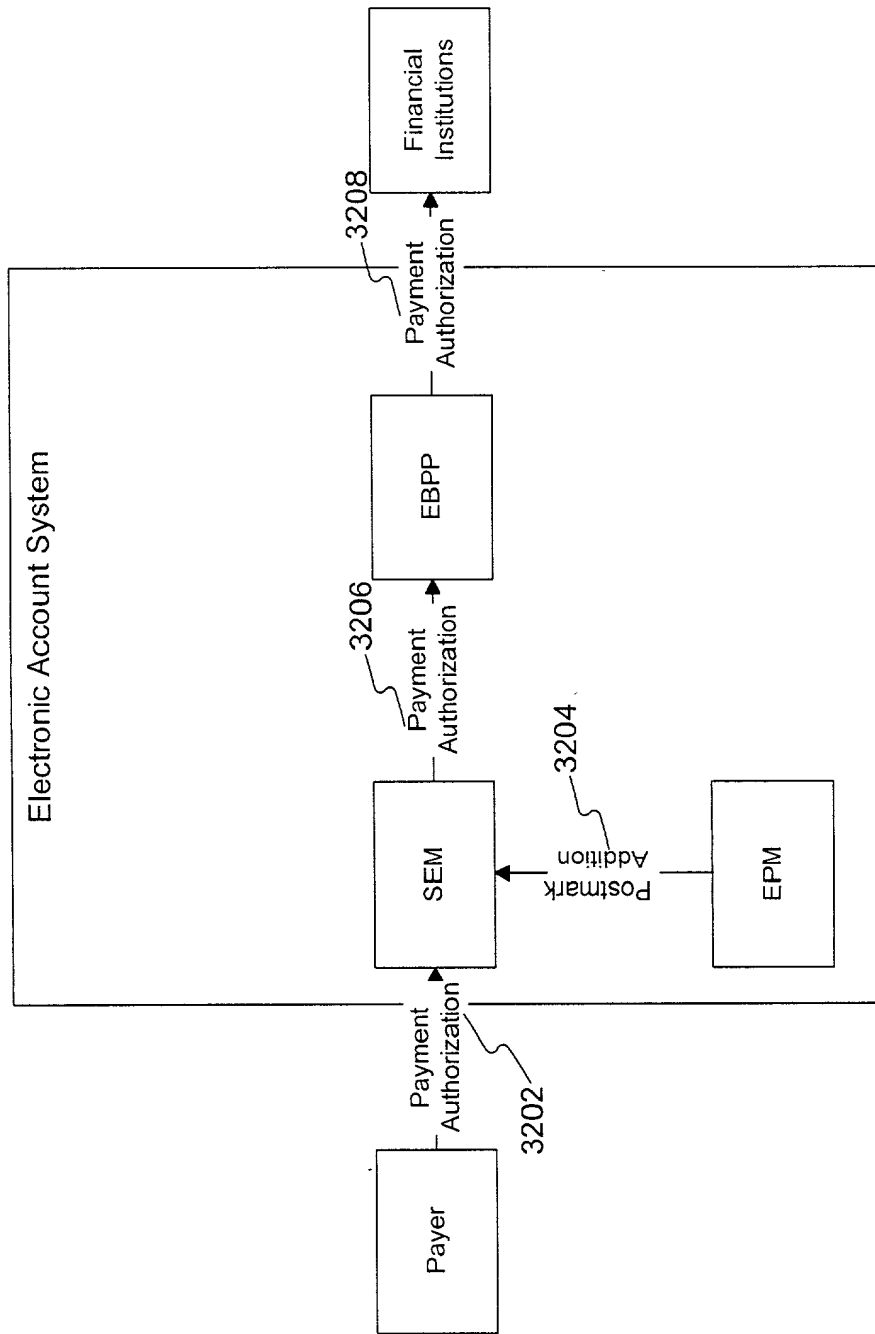 Electronic Account System
Payer
Payment
Authorization
3202
SEM
Postmark
Addition
3204
EPM
Payment
Authorization
3206
EBPP
Payment
Authorization
3208
Financial
Institutions